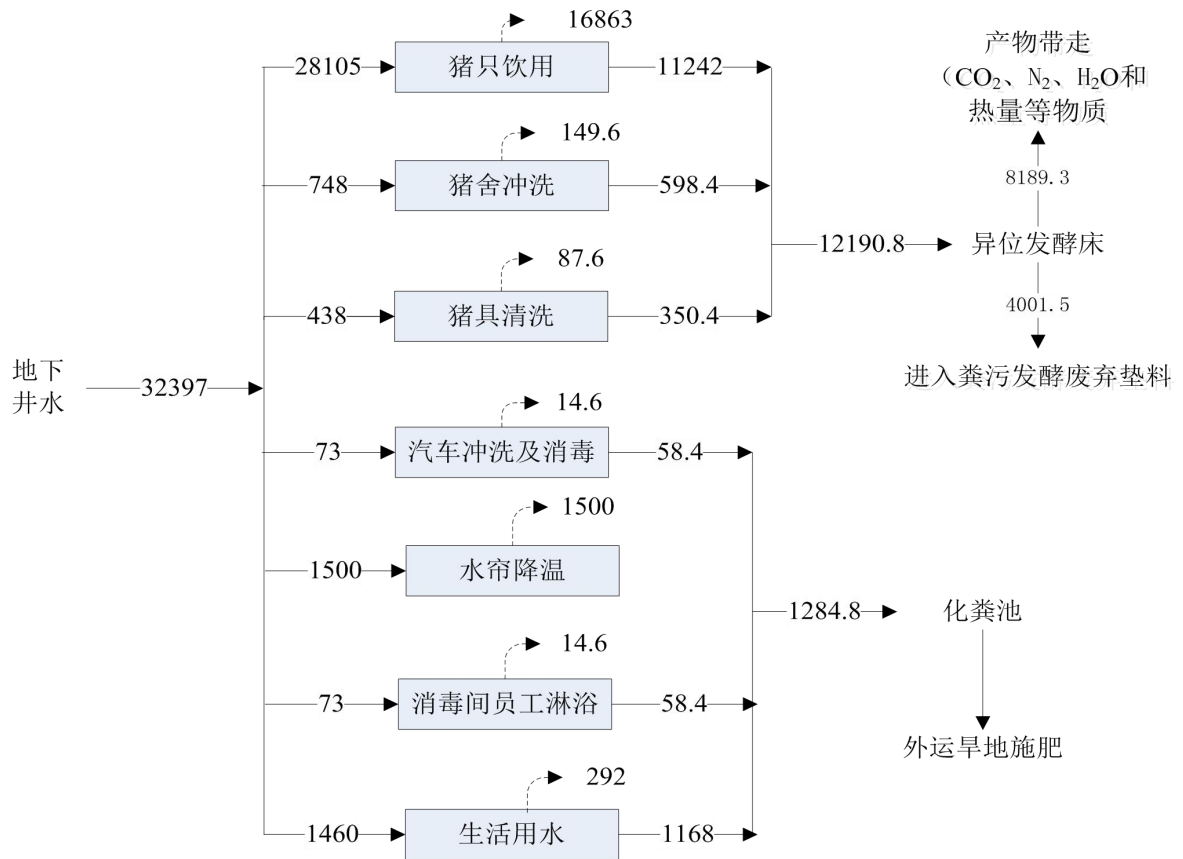 16863
28105
猪只饮用
11242
149.6
748
猪舍冲洗
598.4
87.6
438
猪具清洗
350.4
12190.8
产物带走
（CO₂、N₂、H₂O和
热量等物质
8189.3
异位发酵床
4001.5
进入粪污发酵废弃垫料
地下
井水
32397
14.6
73
汽车冲洗及消毒
58.4
1500
1500
水帘降温
14.6
73
消毒间员工淋浴
58.4
292
1460
生活用水
1168
1284.8
化粪池
外运旱地施肥